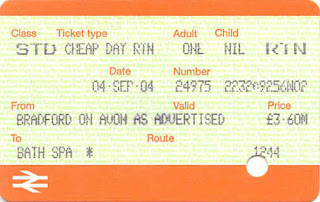 Class Ticket type Adult Child
STD CHEAP DAY RTN ONE NIL RTN
Date Number
04·SEP·04 24975 2232@9256N02
From Valid Price
BRADFORD ON AVON AS ADVERTISED £3·60M
To Route
BATH SPA * 1244